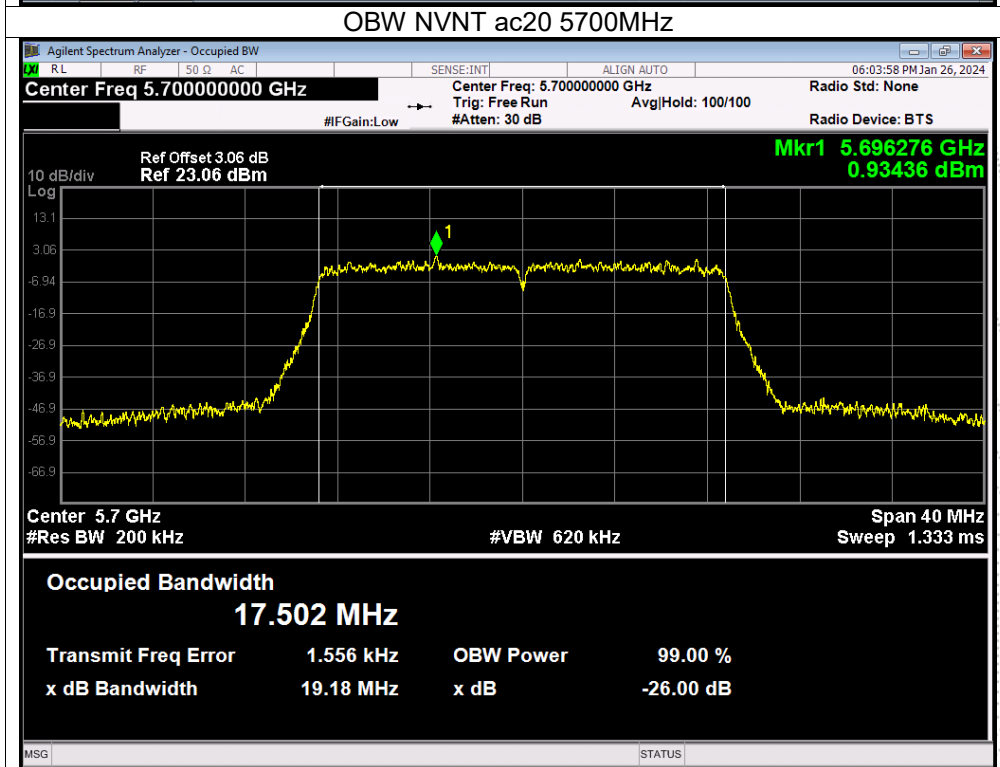 OBW NVNT ac20 5700MHz
Agilent Spectrum Analyzer - Occupied BW
LXI RL RF 50 Ω AC SENSE:INT ALIGN AUTO 06:03:58 PM Jan 26, 2024
Center Freq 5.700000000 GHz Center Freq: 5.700000000 GHz Radio Std: None
Trig: Free Run Avg|Hold: 100/100
#IFGain:Low #Atten: 30 dB Radio Device: BTS
Mkr1 5.696276 GHz
Ref Offset 3.06 dB
10 dB/div Ref 23.06 dBm 0.93436 dBm
Log
13.1
1
3.06
-6.94
-16.9
-26.9
-36.9
-46.9
-56.9
-66.9
Center 5.7 GHz Span 40 MHz
#Res BW 200 kHz #VBW 620 kHz Sweep 1.333 ms
Occupied Bandwidth
17.502 MHz
Transmit Freq Error 1.556 kHz OBW Power 99.00 %
x dB Bandwidth 19.18 MHz x dB -26.00 dB
MSG STATUS